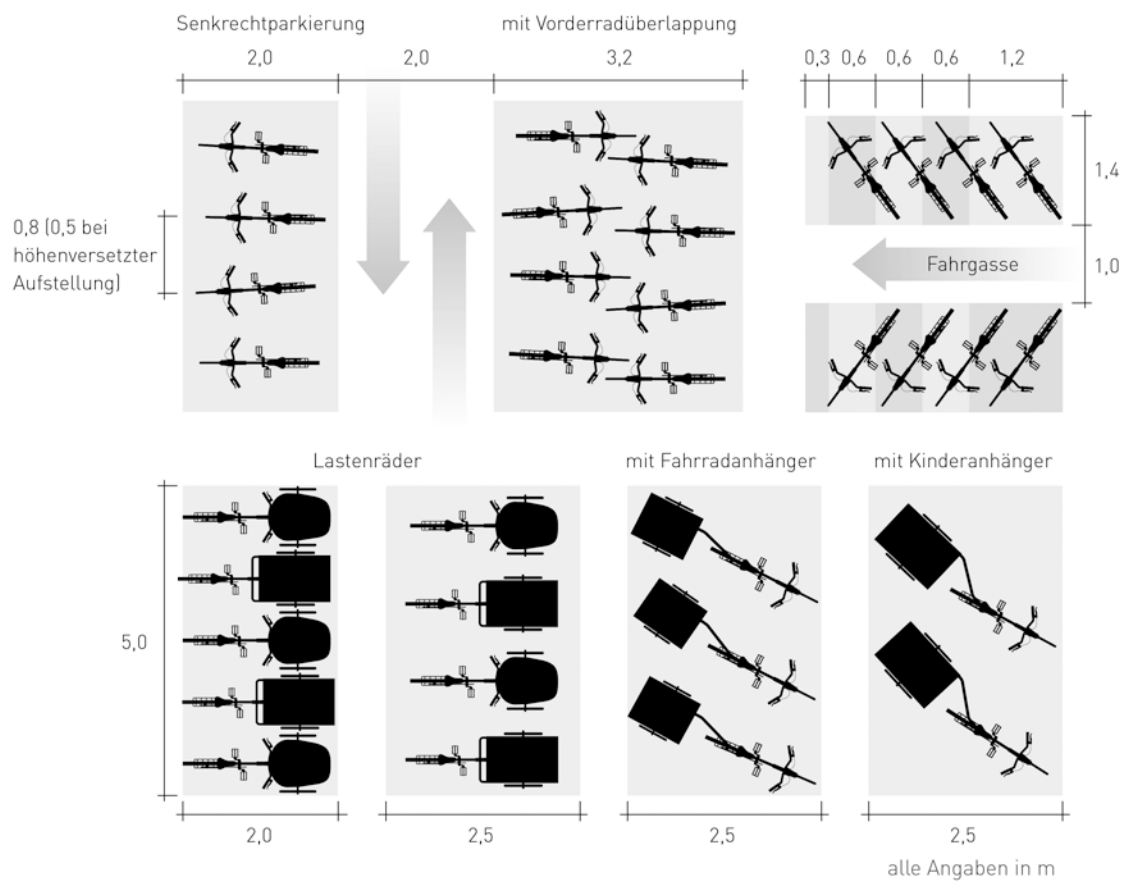 Senkrechtparkierung
mit Vorderradüberlappung
2,0
2,0
3,2
0,3
0,6
0,6
0,6
1,2
0,8 (0,5 bei
höhenversetzter
Aufstellung)
1,4
Fahrgasse
1,0
Lastenräder
mit Fahrradanhänger
mit Kinderanhänger
5,0
2,0
2,5
2,5
2,5
alle Angaben in m